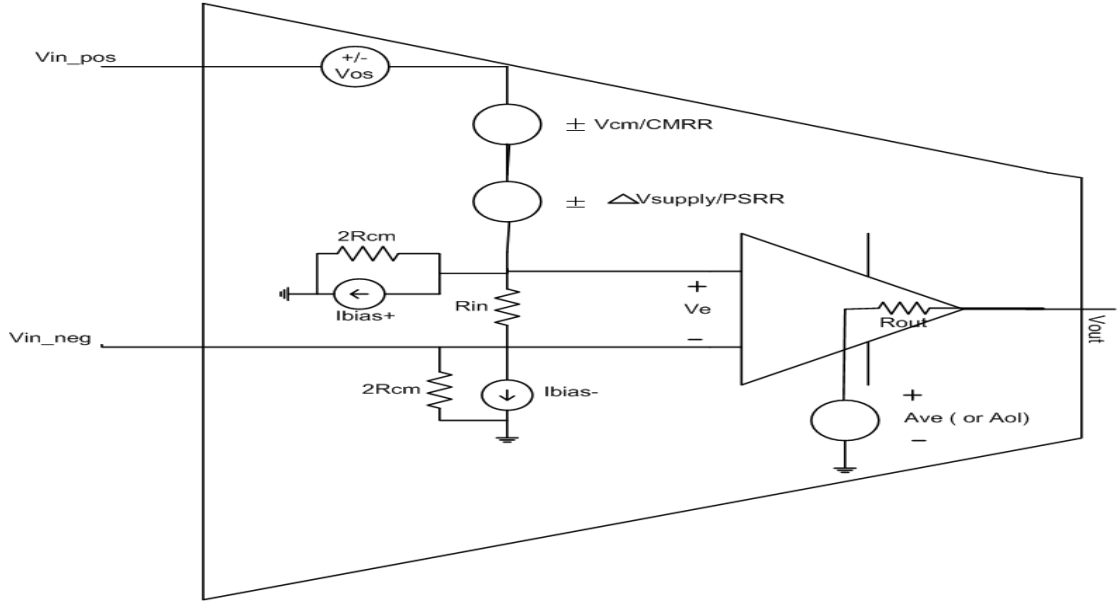 Vin_pos
+/-
Vos
± Vcm/CMRR
± △Vsupply/PSRR
2Rcm
Ibias+
Rin
+
Ve
−
Rout
Vout
Vin_neg
2Rcm
Ibias-
+
Ave ( or Aol)
−